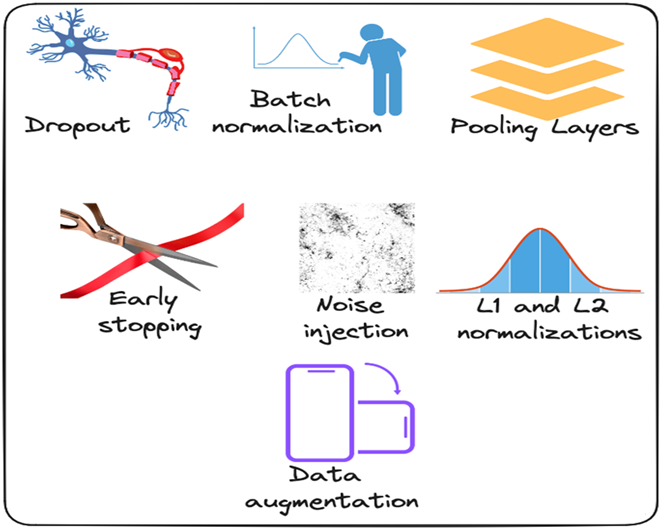 Dropout
Batch
normalization
Pooling Layers
Early
stopping
Noise
injection
L1 and L2
normalizations
Data
augmentation